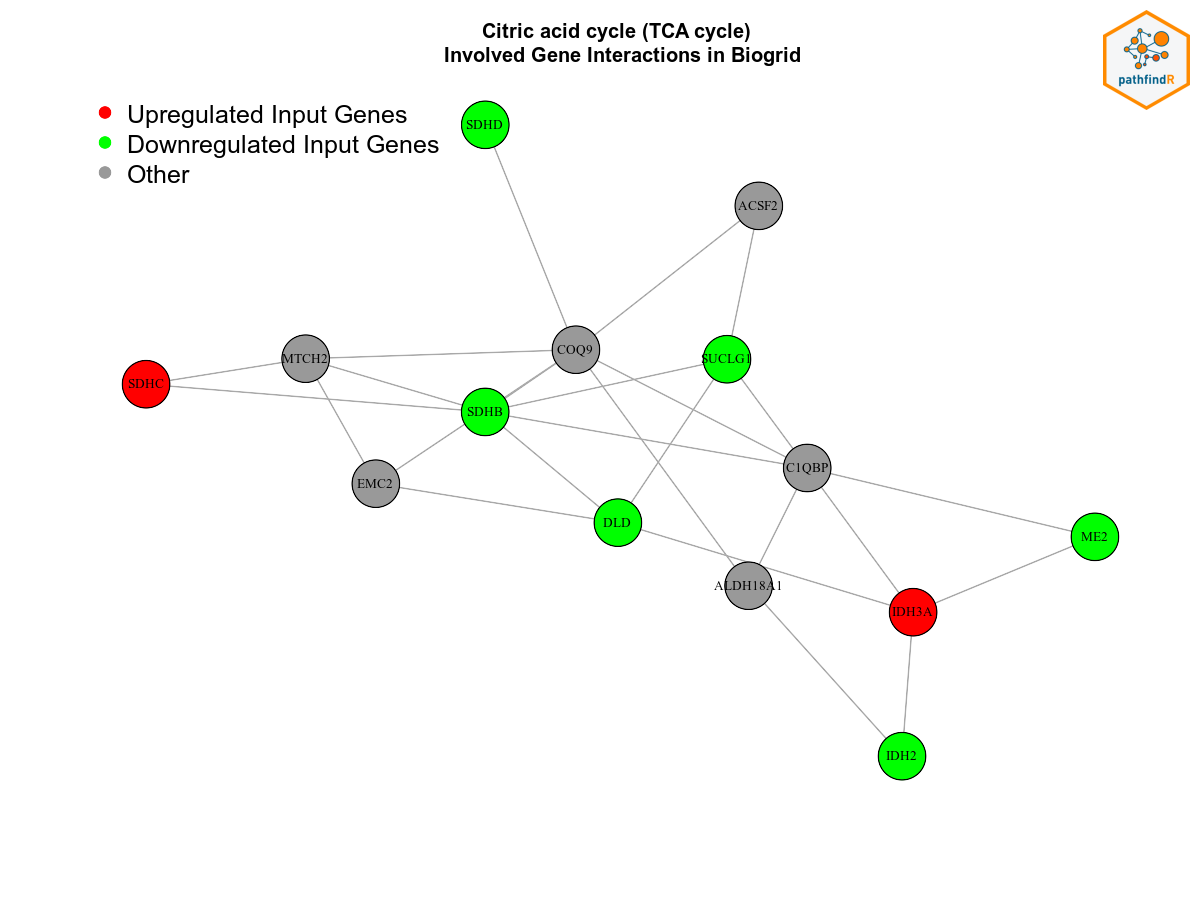 Citric acid cycle (TCA cycle)
Involved Gene Interactions in Biogrid
pathfindR
Upregulated Input Genes
Downregulated Input Genes
Other
SDHD
ACSF2
COQ9
MTCH2
SUCLG1
SDHC
SDHB
C1QBP
EMC2
DLD
ME2
ALDH18A1
IDH3A
IDH2